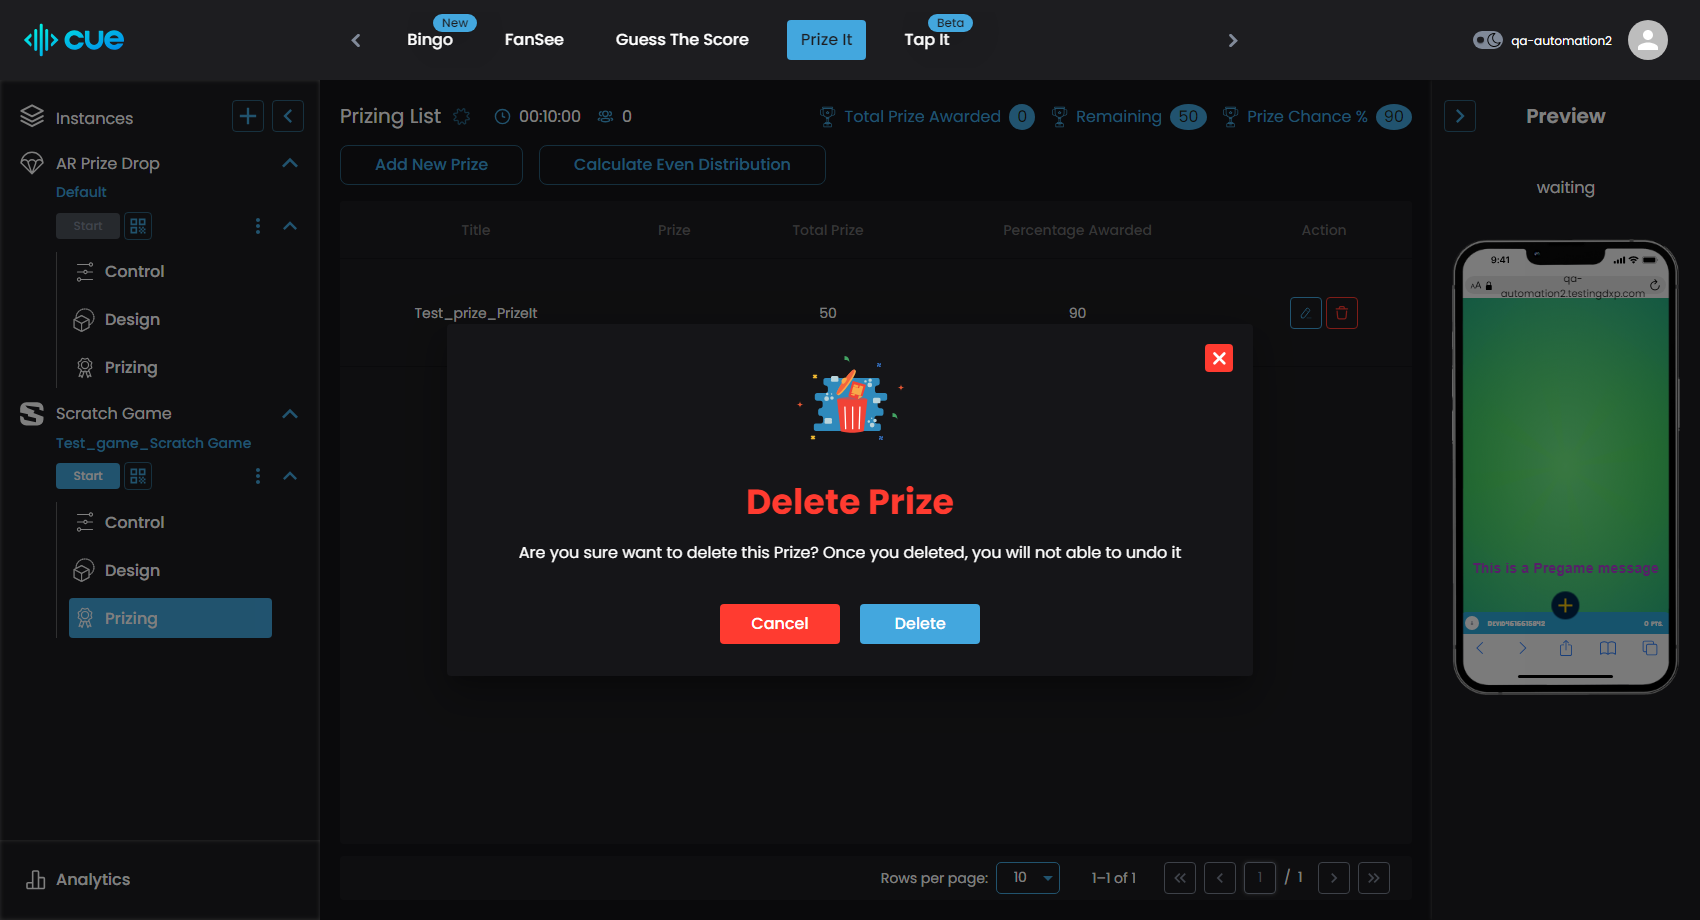 cue
New
Bingo
FanSee
Guess The Score
Prize It
Beta
Tap It
qa-automation2
Instances
AR Prize Drop
Default
Start
Control
Design
Prizing
Scratch Game
Test_game_Scratch Game
Start
Control
Design
Prizing
Analytics
Prizing List
00:10:00
0
Total Prize Awarded 0
Remaining 50
Prize Chance % 90
Add New Prize
Calculate Even Distribution
Title
Prize
Total Prize
Percentage Awarded
Action
Test_prize_PrizeIt
50
90
Delete Prize
Are you sure want to delete this Prize? Once you deleted, you will not able to undo it
Cancel
Delete
Rows per page:
10
1–1 of 1
1
/ 1
Preview
waiting
9:41
AA
qa-
automation2.testingdxp.com
This is a Pregame message
0 PTS.